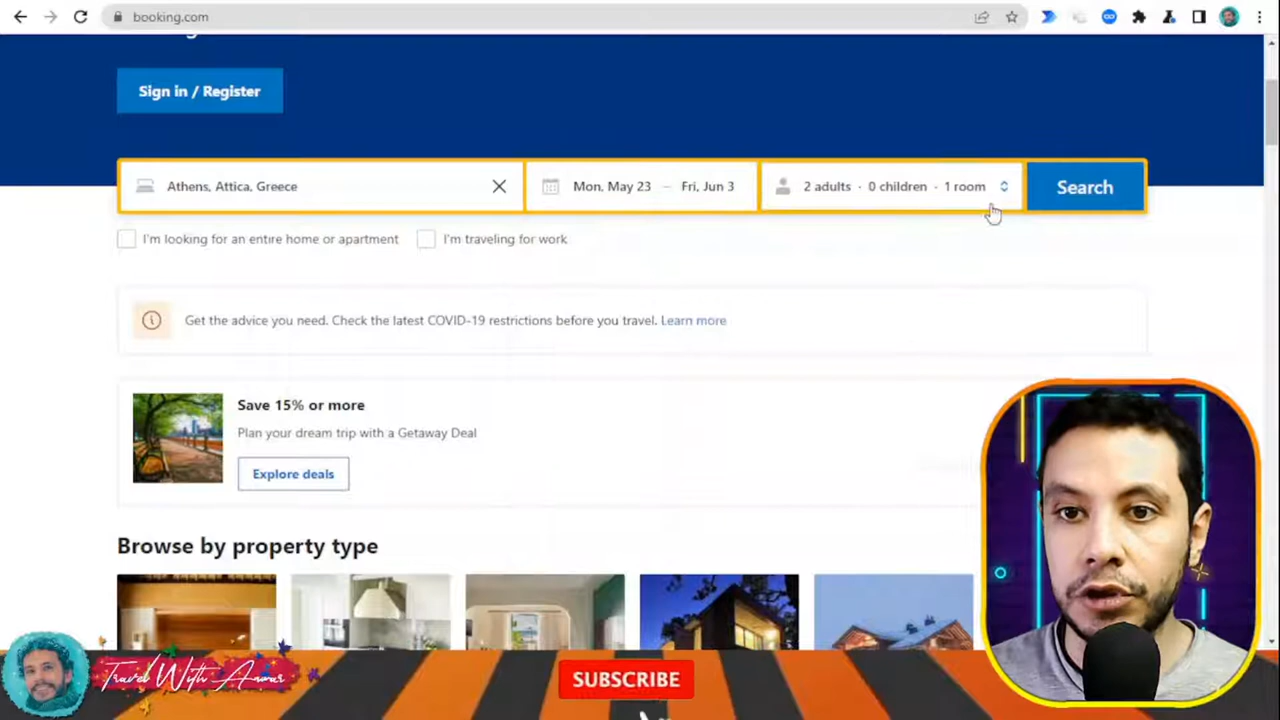 booking.com
Sign in / Register
Athens, Attica, Greece
Mon, May 23 — Fri, Jun 3
2 adults · 0 children · 1 room
Search
I'm looking for an entire home or apartment
I'm traveling for work
Get the advice you need. Check the latest COVID-19 restrictions before you travel. Learn more
Save 15% or more
Plan your dream trip with a Getaway Deal
Explore deals
Browse by property type
Travel With Anwar
SUBSCRIBE